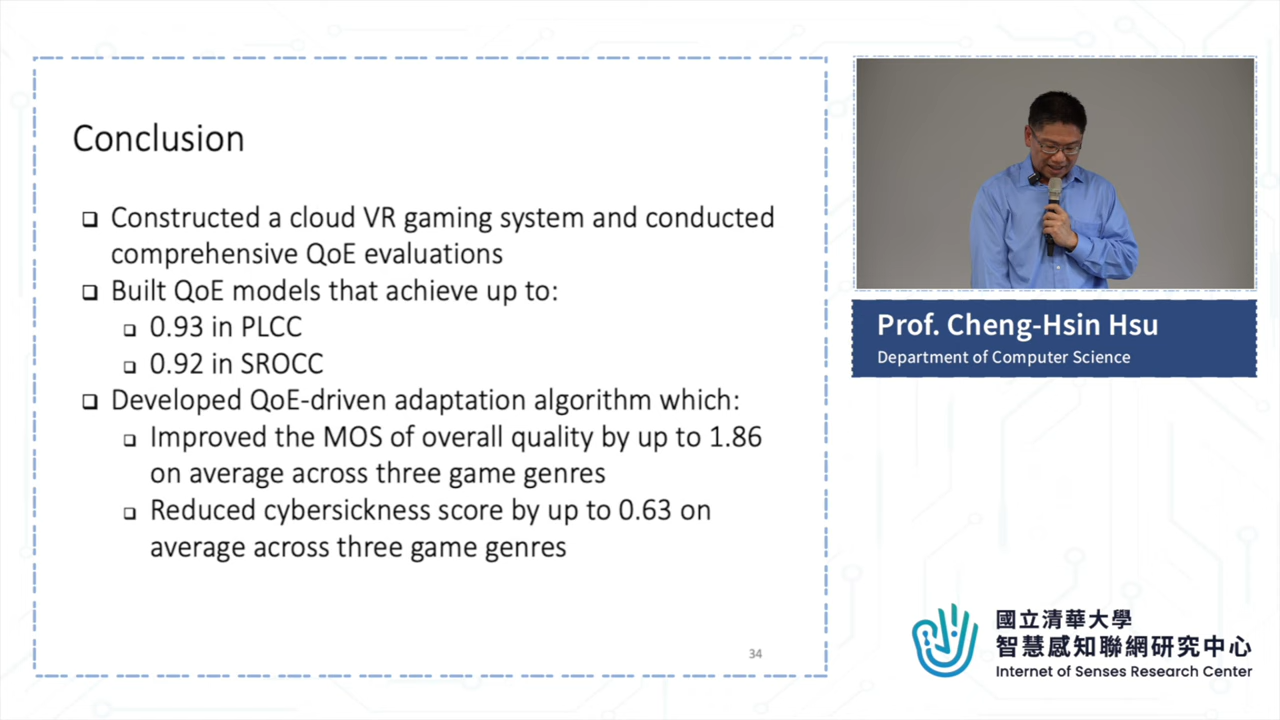 Conclusion
❑ Constructed a cloud VR gaming system and conducted
comprehensive QoE evaluations
❑ Built QoE models that achieve up to:
❑ 0.93 in PLCC
❑ 0.92 in SROCC
❑ Developed QoE-driven adaptation algorithm which:
❑ Improved the MOS of overall quality by up to 1.86
on average across three game genres
❑ Reduced cybersickness score by up to 0.63 on
average across three game genres
34
Prof. Cheng-Hsin Hsu
Department of Computer Science
國立清華大學
智慧感知聯網研究中心
Internet of Senses Research Center